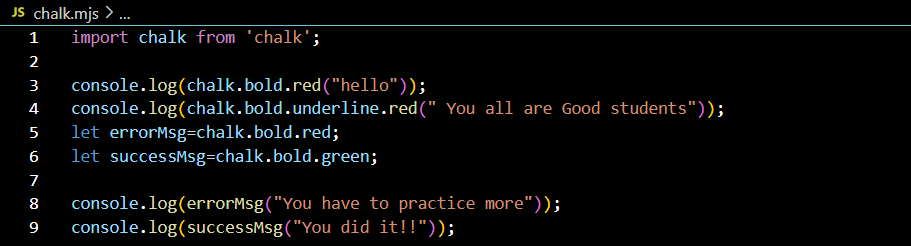 JS chalk.mjs > ...
1 import chalk from 'chalk';
2
3 console.log(chalk.bold.red("hello"));
4 console.log(chalk.bold.underline.red(" You all are Good students"));
5 let errorMsg=chalk.bold.red;
6 let successMsg=chalk.bold.green;
7
8 console.log(errorMsg("You have to practice more"));
9 console.log(successMsg("You did it!!"));